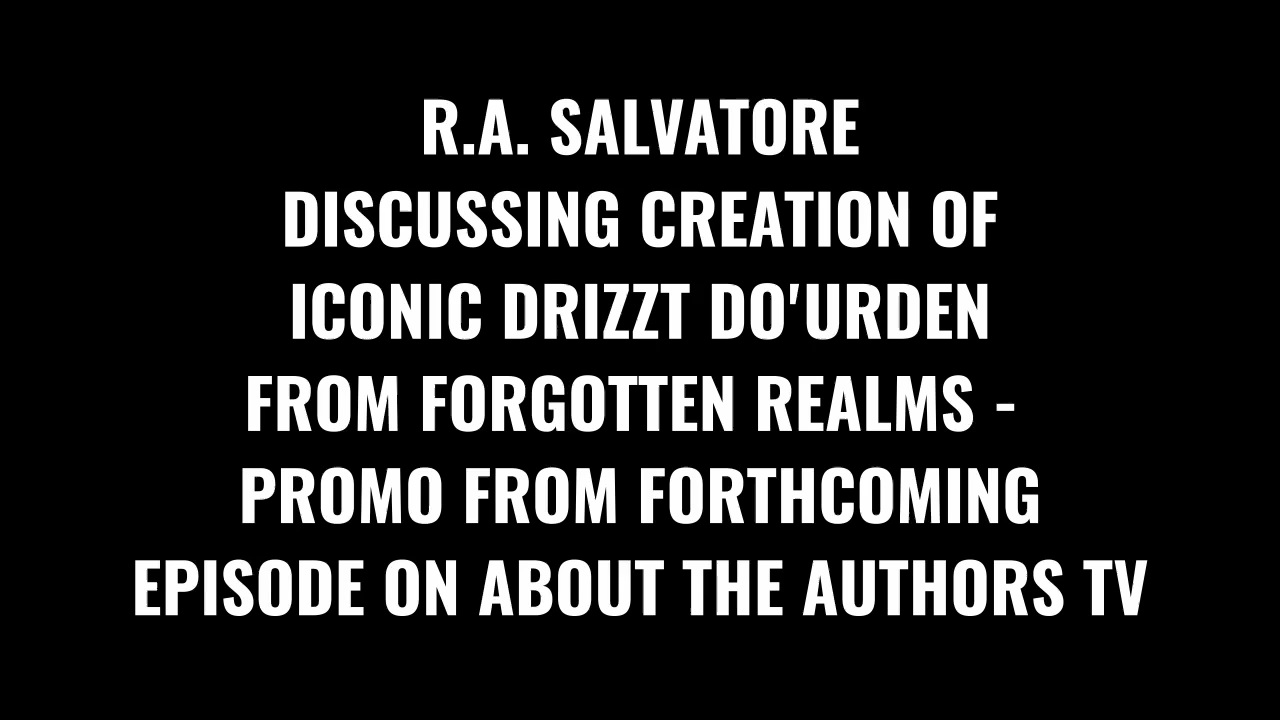 R.A. SALVATORE
DISCUSSING CREATION OF
ICONIC DRIZZT DO'URDEN
FROM FORGOTTEN REALMS -
PROMO FROM FORTHCOMING
EPISODE ON ABOUT THE AUTHORS TV